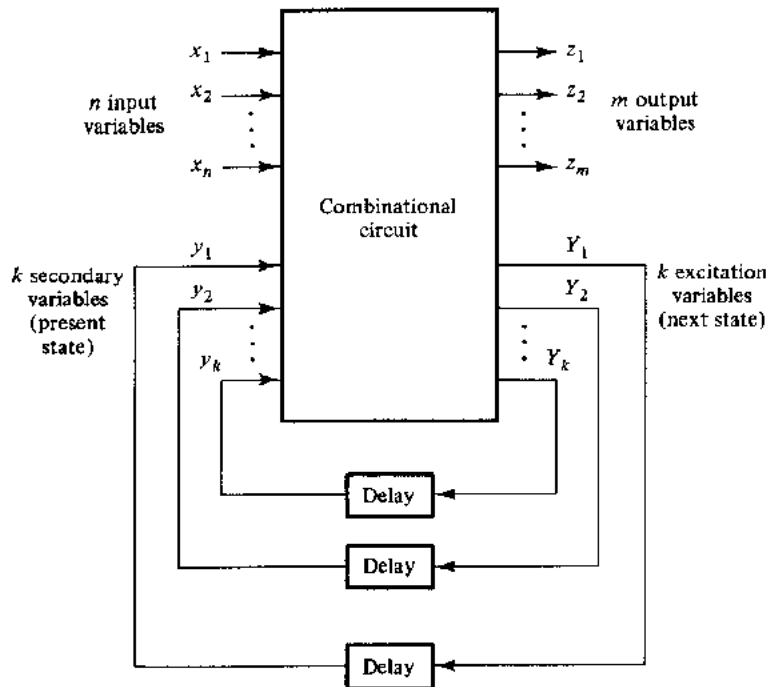 x1
z1
n input
variables
x2
z2
m output
variables
xn
zm
Combinational
circuit
k secondary
variables
(present
state)
y1
Y1
k excitation
variables
(next state)
y2
Y2
yk
Yk
Delay
Delay
Delay